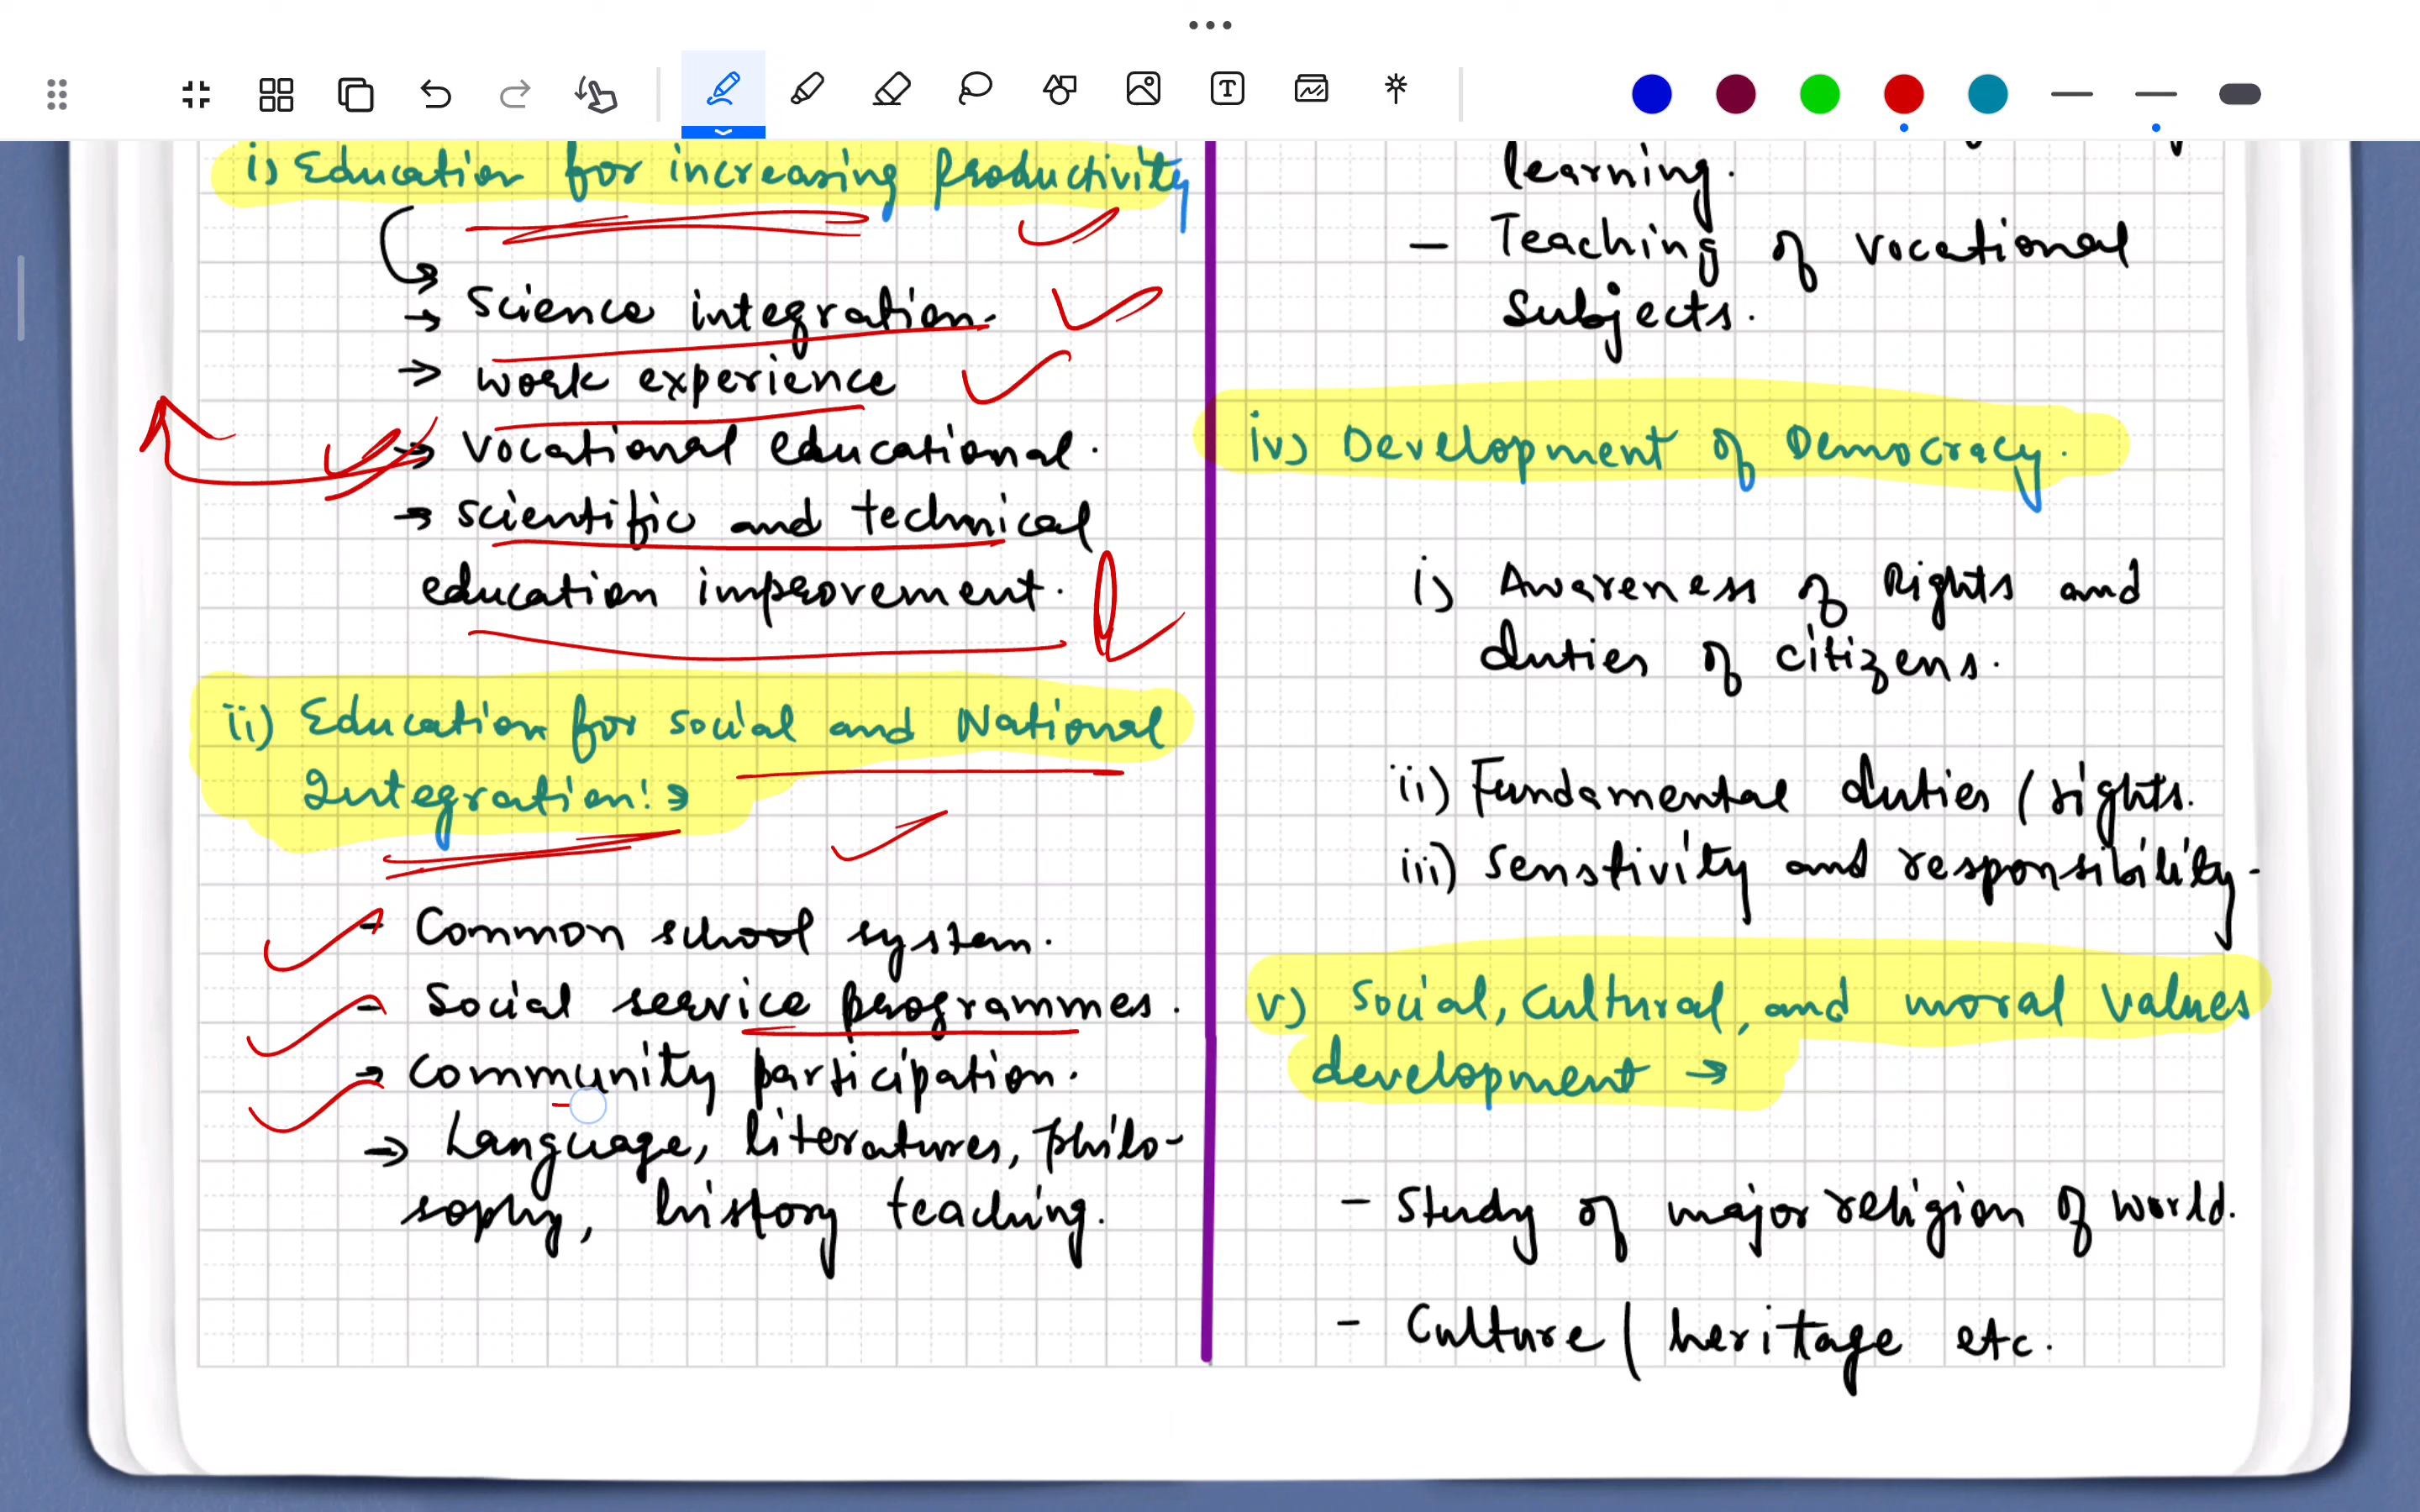 i) Education for increasing Productivity
→ Science integration.
→ work experience
→ vocational educational.
→ scientific and technical
education improvement.
ii) Education for social and National
Integration:→
- Common school system.
- Social service programmes.
→ Community participation.
→ Language, literatures, philo-
sophy, history teaching.
learning.
- Teaching of vocational
Subjects.
iv) Development of Democracy.
i) Awareness of Rights and
duties of citizens.
ii) Fundamental duties / rights.
iii) Senstivity and responsibility.
v) Social, Cultural, and moral values
development →
- Study of major religion of world.
- Culture / heritage etc.